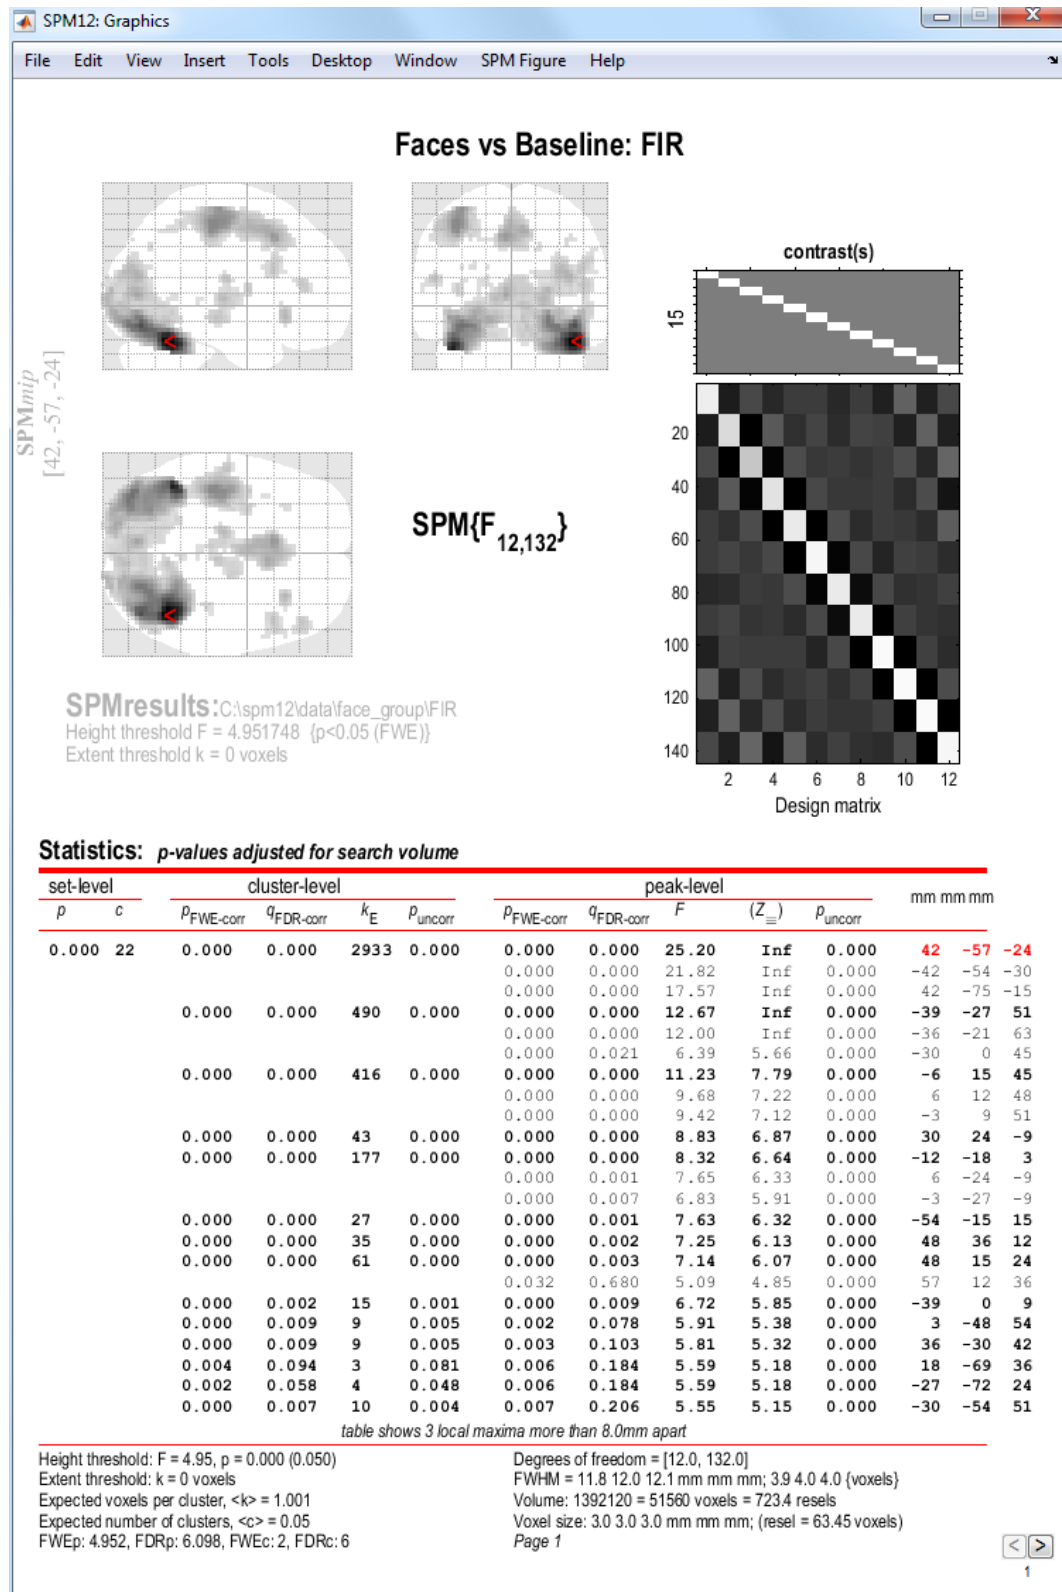 SPM12: Graphics
File Edit View Insert Tools Desktop Window SPM Figure Help
Faces vs Baseline: FIR
SPMmip
[42, -57, -24]
SPM{F12,132}
contrast(s)
15
20
40
60
80
100
120
140
2 4 6 8 10 12
Design matrix
SPMresults: C:\spm12\data\face_group\FIR
Height threshold F = 4.951748 {p<0.05 (FWE)}
Extent threshold k = 0 voxels
Statistics: p-values adjusted for search volume
set-level cluster-level peak-level mm mm mm
p c pFWE-corr qFDR-corr kE puncorr pFWE-corr qFDR-corr F (Z≡) puncorr
0.000 22 0.000 0.000 2933 0.000 0.000 0.000 25.20 Inf 0.000 42 -57 -24
0.000 0.000 21.82 Inf 0.000 -42 -54 -30
0.000 0.000 17.57 Inf 0.000 42 -75 -15
0.000 0.000 490 0.000 0.000 0.000 12.67 Inf 0.000 -39 -27 51
0.000 0.000 12.00 Inf 0.000 -36 -21 63
0.000 0.021 6.39 5.66 0.000 -30 0 45
0.000 0.000 416 0.000 0.000 0.000 11.23 7.79 0.000 -6 15 45
0.000 0.000 9.68 7.22 0.000 6 12 48
0.000 0.000 9.42 7.12 0.000 -3 9 51
0.000 0.000 43 0.000 0.000 0.000 8.83 6.87 0.000 30 24 -9
0.000 0.000 177 0.000 0.000 0.000 8.32 6.64 0.000 -12 -18 3
0.000 0.001 7.65 6.33 0.000 6 -24 -9
0.000 0.007 6.83 5.91 0.000 -3 -27 -9
0.000 0.000 27 0.000 0.000 0.001 7.63 6.32 0.000 -54 -15 15
0.000 0.000 35 0.000 0.000 0.002 7.25 6.13 0.000 48 36 12
0.000 0.000 61 0.000 0.000 0.003 7.14 6.07 0.000 48 15 24
0.032 0.680 5.09 4.85 0.000 57 12 36
0.000 0.002 15 0.001 0.000 0.009 6.72 5.85 0.000 -39 0 9
0.000 0.009 9 0.005 0.002 0.078 5.91 5.38 0.000 3 -48 54
0.000 0.009 9 0.005 0.003 0.103 5.81 5.32 0.000 36 -30 42
0.004 0.094 3 0.081 0.006 0.184 5.59 5.18 0.000 18 -69 36
0.002 0.058 4 0.048 0.006 0.184 5.59 5.18 0.000 -27 -72 24
0.000 0.007 10 0.004 0.007 0.206 5.55 5.15 0.000 -30 -54 51
table shows 3 local maxima more than 8.0mm apart
Height threshold: F = 4.95, p = 0.000 (0.050)
Extent threshold: k = 0 voxels
Expected voxels per cluster, <k> = 1.001
Expected number of clusters, <c> = 0.05
FWEp: 4.952, FDRp: 6.098, FWEc: 2, FDRc: 6
Degrees of freedom = [12.0, 132.0]
FWHM = 11.8 12.0 12.1 mm mm mm; 3.9 4.0 4.0 {voxels}
Volume: 1392120 = 51560 voxels = 723.4 resels
Voxel size: 3.0 3.0 3.0 mm mm mm; (resel = 63.45 voxels)
Page 1
< >
1